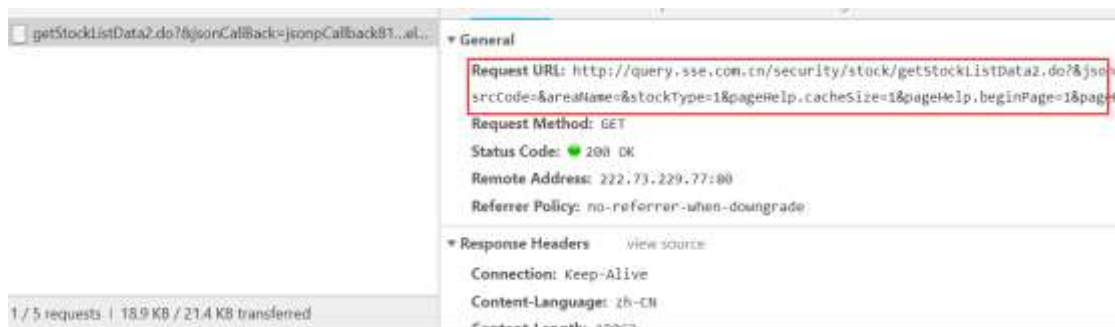 getStockListData2.do?&jsonCallBack=jsonpCallback81...el...
▼ General
Request URL: http://query.sse.com.cn/security/stock/getStockListData2.do?&json
srcCode=&areaName=&stockType=1&pageHelp.cacheSize=1&pageHelp.beginPage=1&page
Request Method: GET
Status Code: 200 OK
Remote Address: 222.73.229.77:80
Referrer Policy: no-referrer-when-downgrade
▼ Response Headers view source
Connection: Keep-Alive
Content-Language: zh-CN
1 / 5 requests | 18.9 KB / 21.4 KB transferred